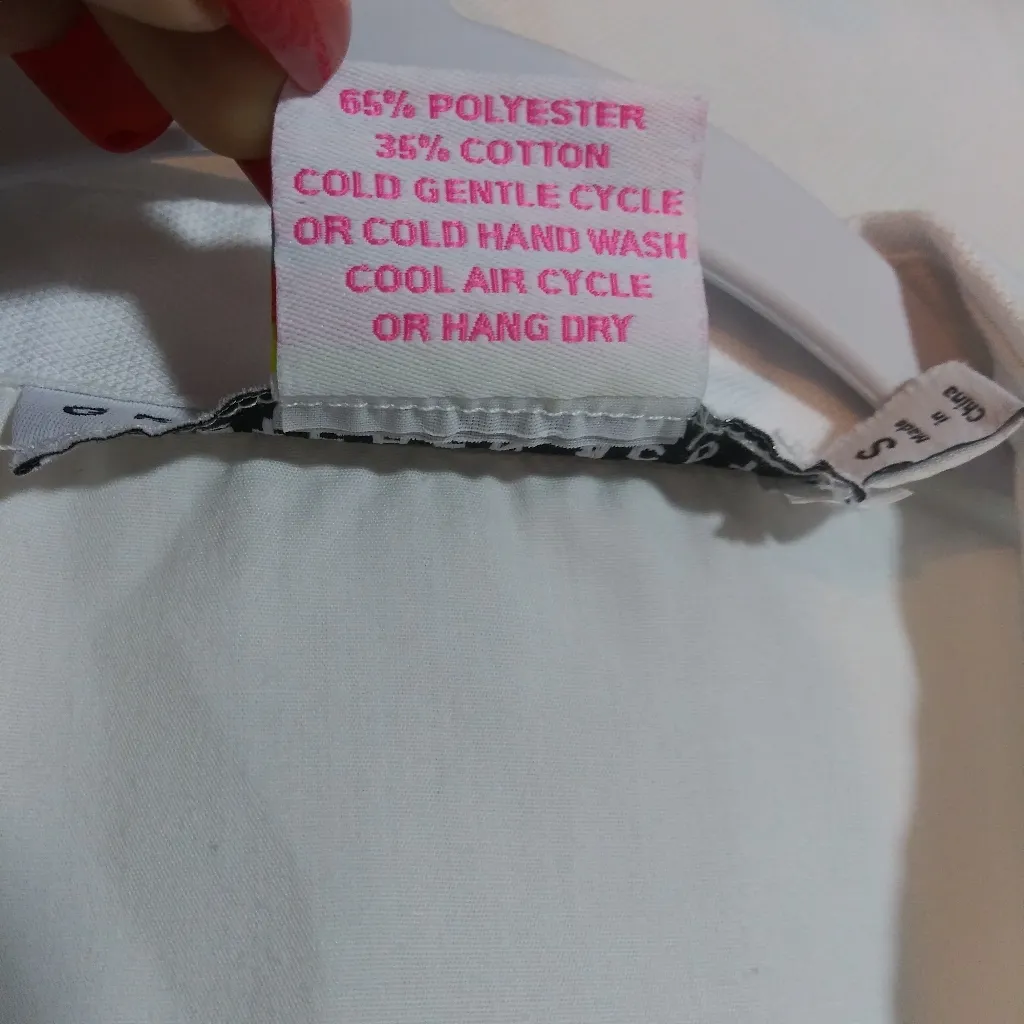 65% POLYESTER
35% COTTON
COLD GENTLE CYCLE
OR COLD HAND WASH
COOL AIR CYCLE
OR HANG DRY
S
Made
in
China